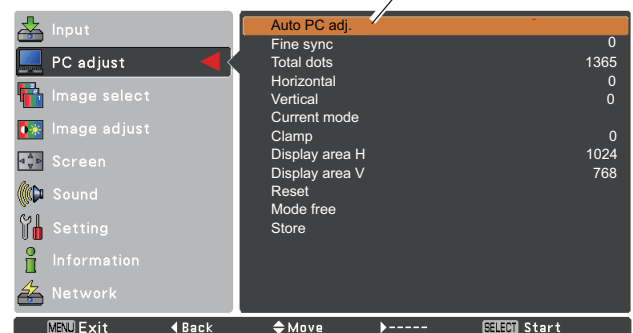 Input
PC adjust
Image select
Image adjust
Screen
Sound
Setting
Information
Network
Auto PC adj.
Fine sync 0
Total dots 1365
Horizontal 0
Vertical 0
Current mode
Clamp 0
Display area H 1024
Display area V 768
Reset
Mode free
Store
MENU Exit Back Move ----- SELECT Start